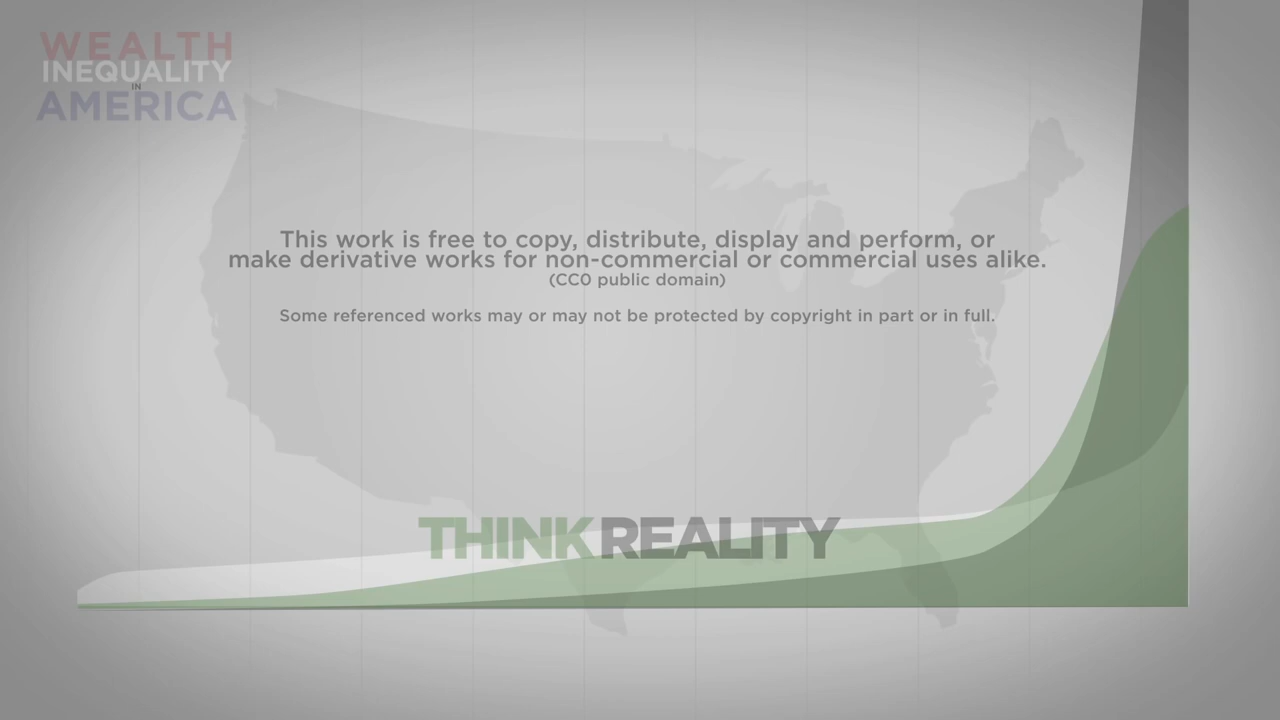 WEALTH
INEQUALITY
IN
AMERICA
This work is free to copy, distribute, display and perform, or
make derivative works for non-commercial or commercial uses alike.
(CC0 public domain)
Some referenced works may or may not be protected by copyright in part or in full.
THINKREALITY